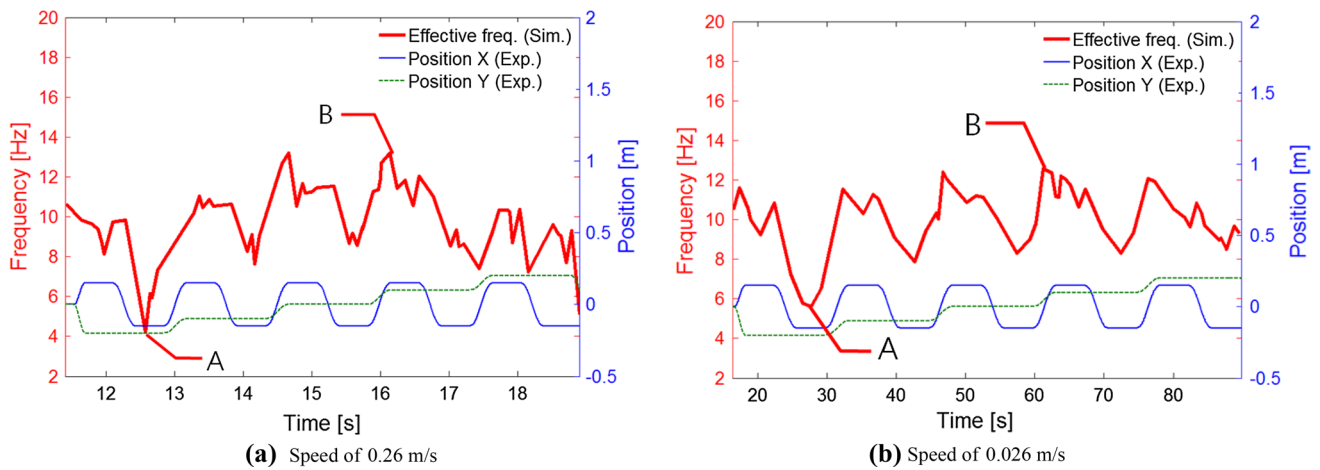 20
18
16
14
12
10
8
6
4
2
Frequency [Hz]
2
1.5
1
0.5
0
-0.5
Position [m]
Effective freq. (Sim.)
Position X (Exp.)
Position Y (Exp.)
B
A
12 13 14 15 16 17 18
Time [s]
(a) Speed of 0.26 m/s
20
18
16
14
12
10
8
6
4
2
Frequency [Hz]
2
1.5
1
0.5
0
-0.5
Position [m]
Effective freq. (Sim.)
Position X (Exp.)
Position Y (Exp.)
B
A
20 30 40 50 60 70 80
Time [s]
(b) Speed of 0.026 m/s